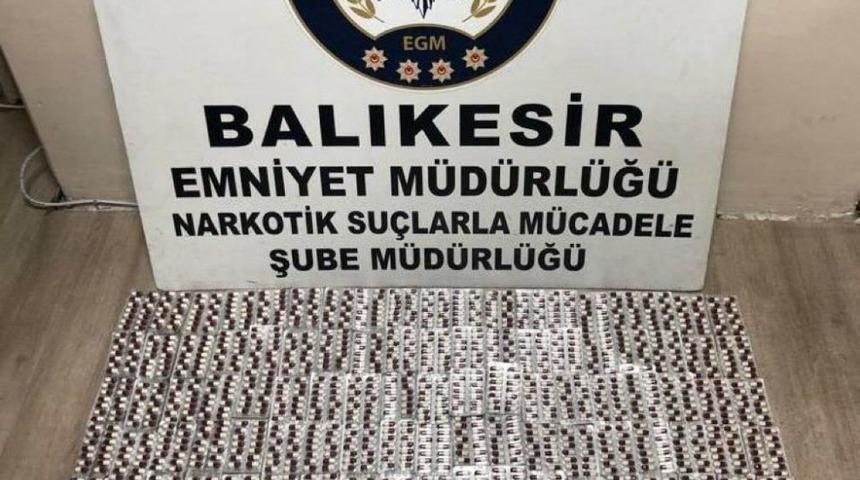 EGM
BALIKESİR
EMNİYET MÜDÜRLÜĞÜ
NARKOTİK SUÇLARLA MÜCADELE
ŞUBE MÜDÜRLÜĞÜ